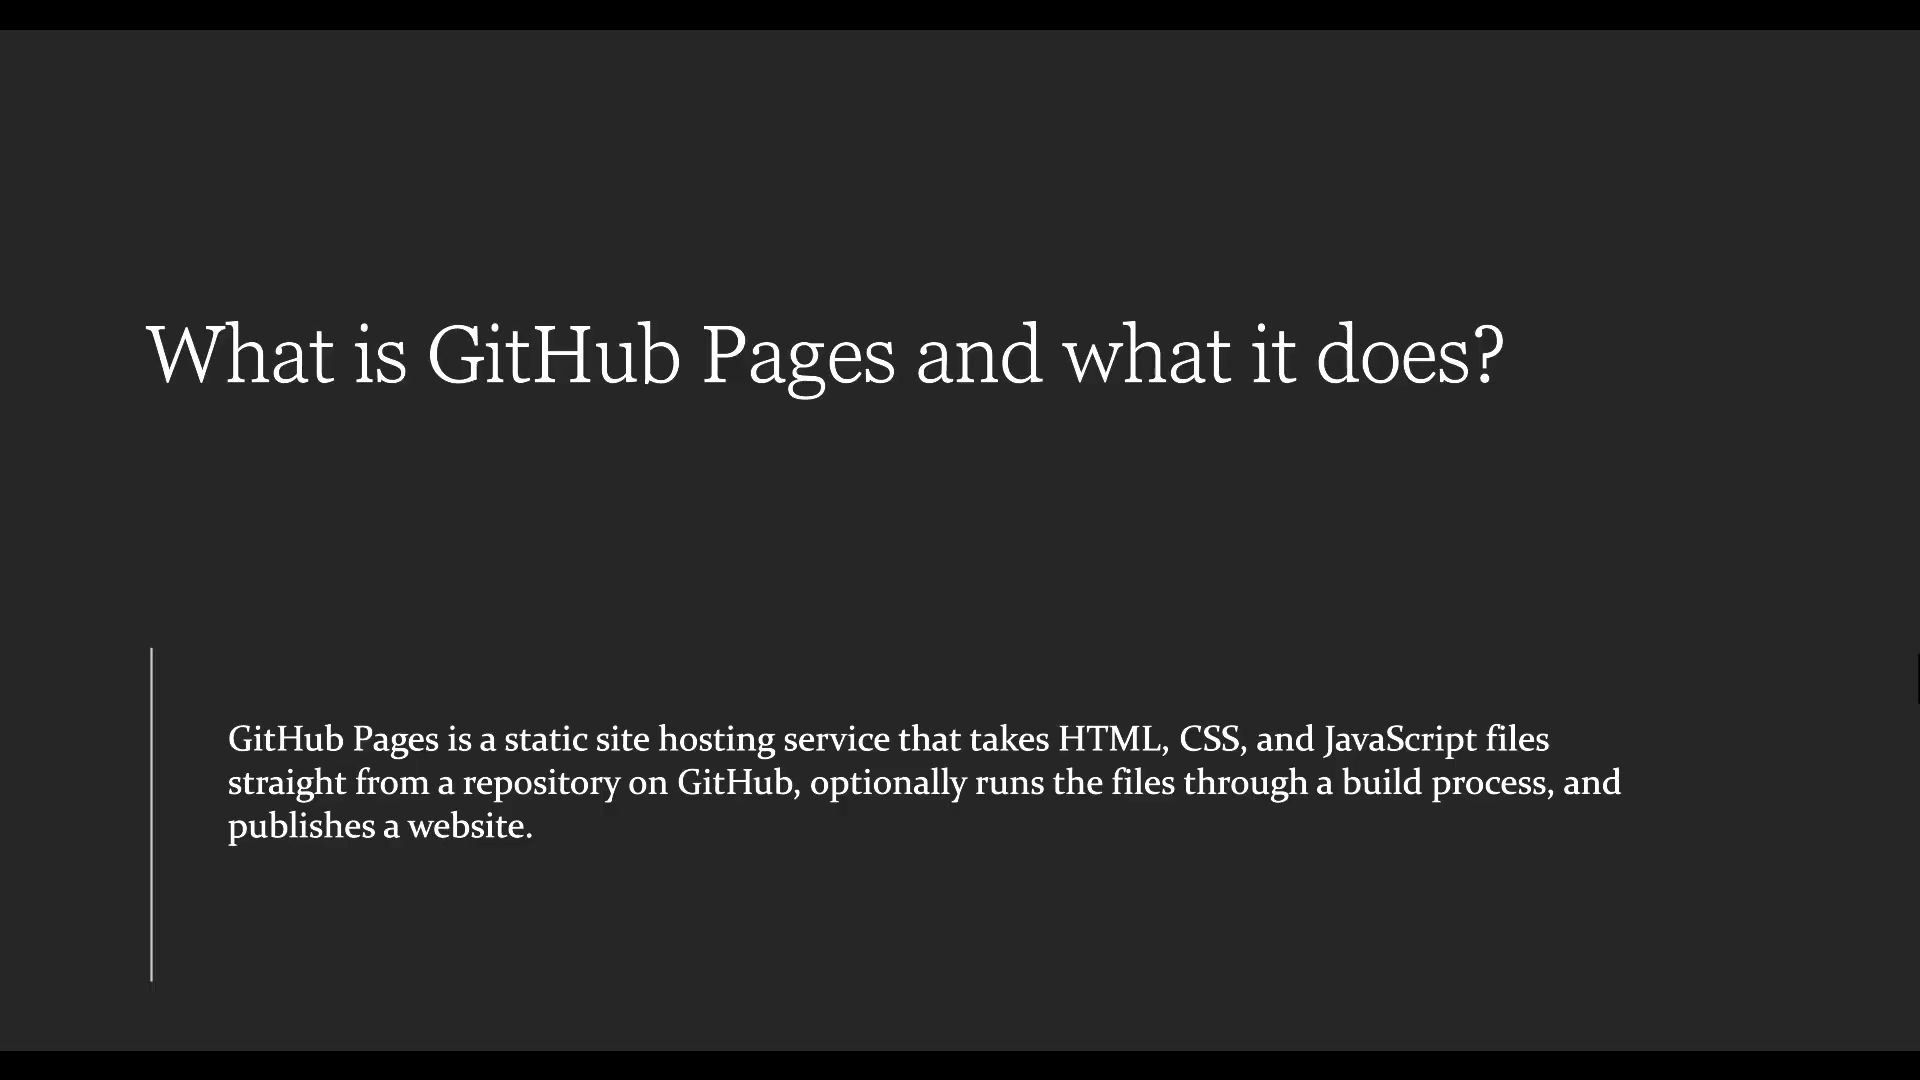 What is GitHub Pages and what it does?
GitHub Pages is a static site hosting service that takes HTML, CSS, and JavaScript files
straight from a repository on GitHub, optionally runs the files through a build process, and
publishes a website.